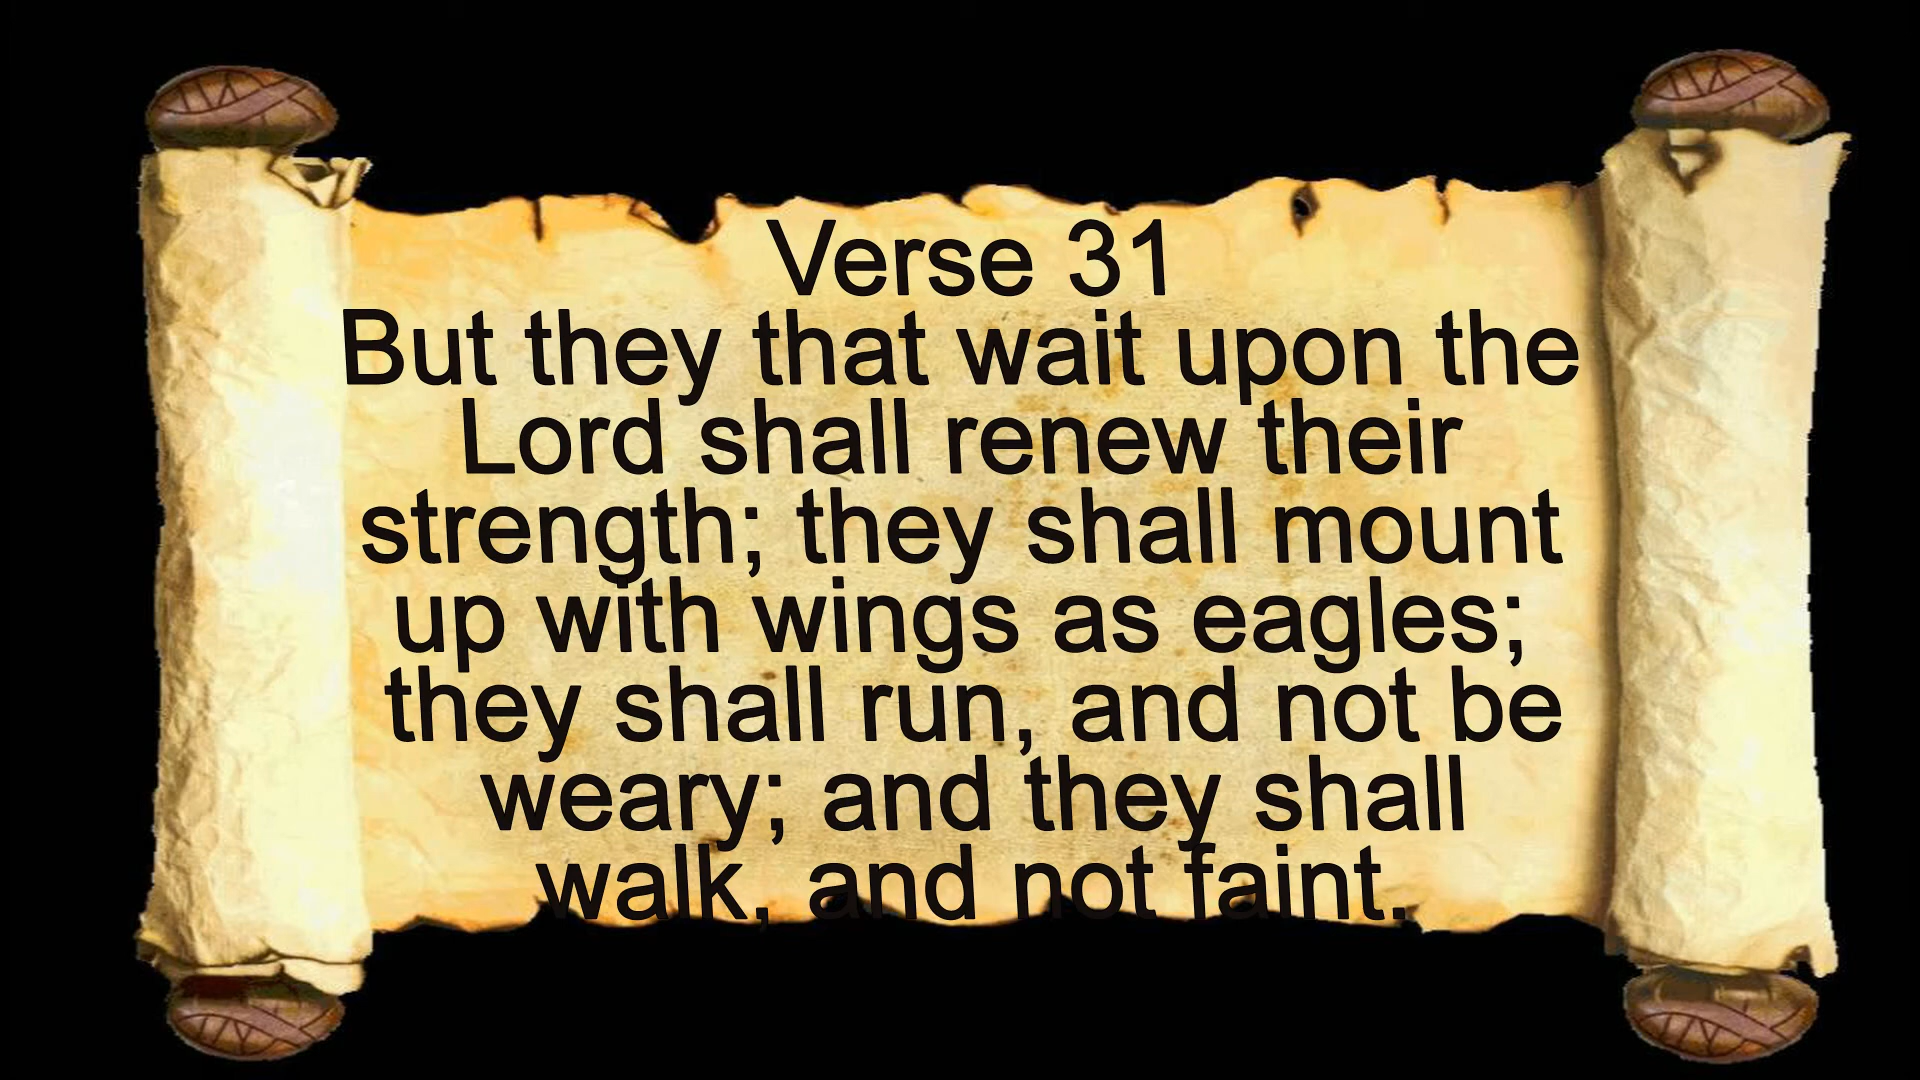 Verse 31
But they that wait upon the
Lord shall renew their
strength; they shall mount
up with wings as eagles;
they shall run, and not be
weary; and they shall
walk, and not faint.